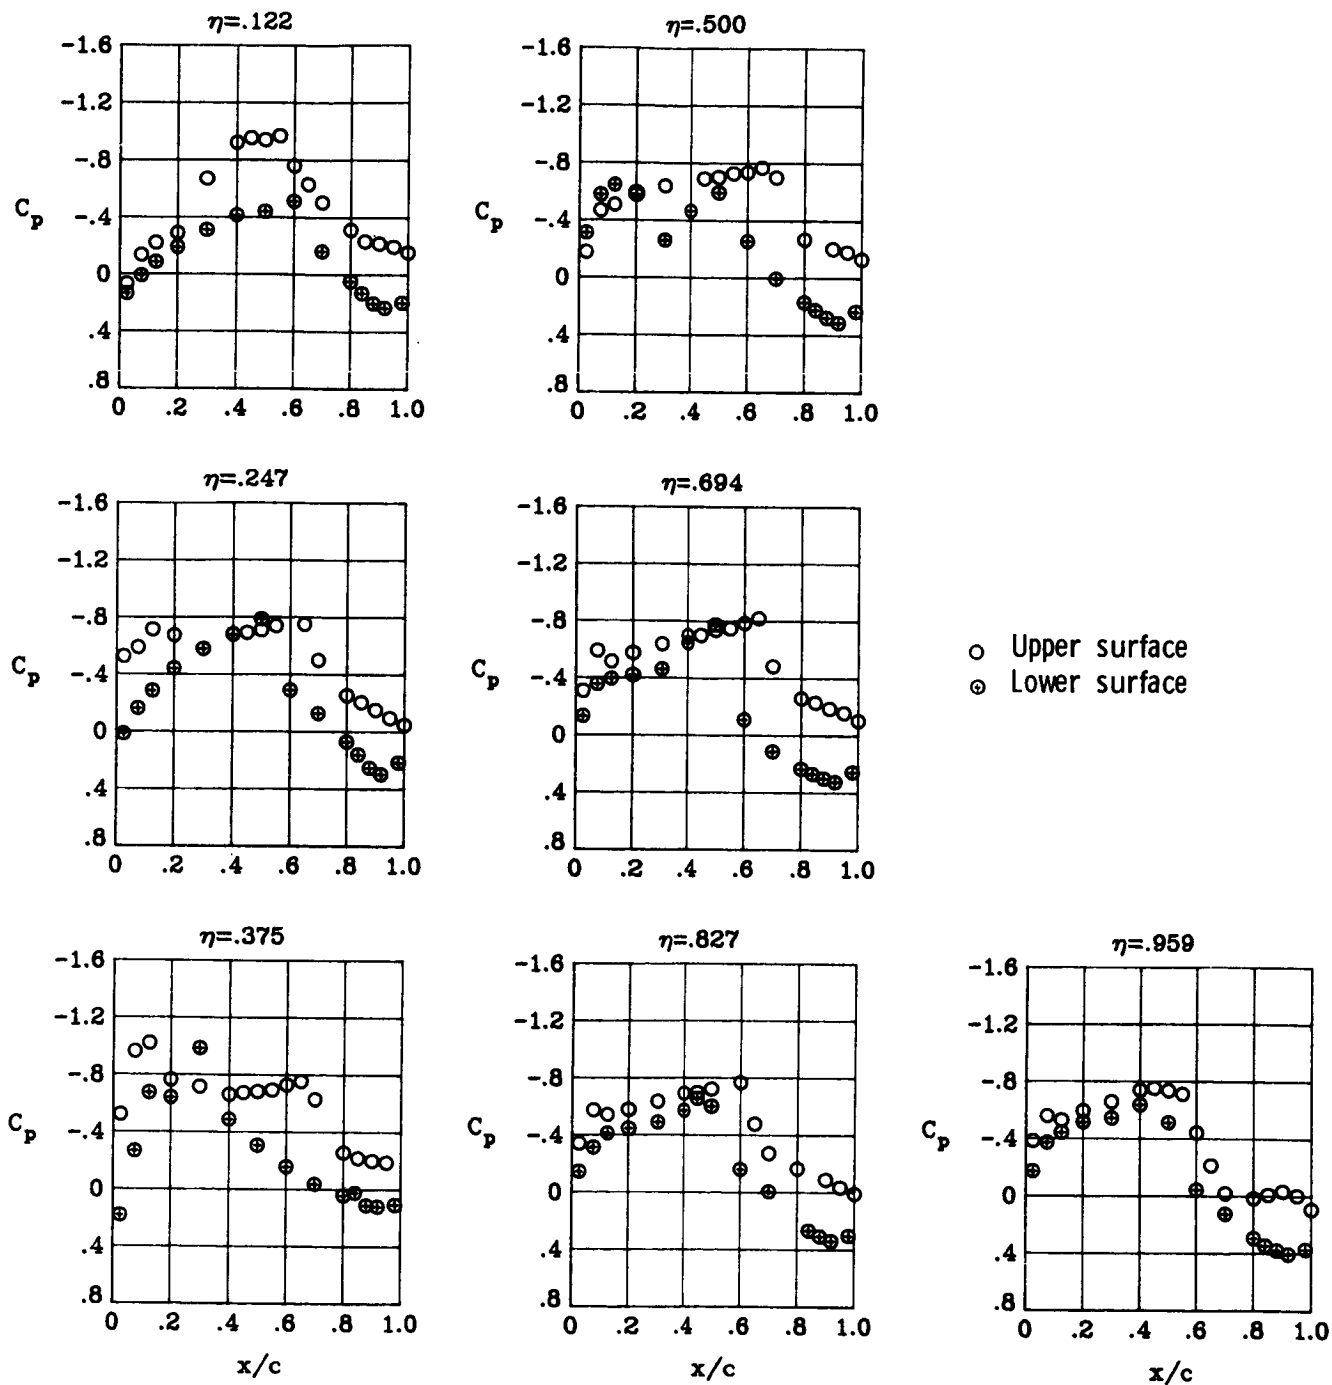 η=.122
-1.6
-1.2
-.8
-.4
0
.4
.8
C_p
0 .2 .4 .6 .8 1.0
η=.500
-1.6
-1.2
-.8
-.4
0
.4
.8
C_p
0 .2 .4 .6 .8 1.0
η=.247
-1.6
-1.2
-.8
-.4
0
.4
.8
C_p
0 .2 .4 .6 .8 1.0
η=.694
-1.6
-1.2
-.8
-.4
0
.4
.8
C_p
0 .2 .4 .6 .8 1.0
Upper surface
Lower surface
η=.375
-1.6
-1.2
-.8
-.4
0
.4
.8
C_p
0 .2 .4 .6 .8 1.0
x/c
η=.827
-1.6
-1.2
-.8
-.4
0
.4
.8
C_p
0 .2 .4 .6 .8 1.0
x/c
η=.959
-1.6
-1.2
-.8
-.4
0
.4
.8
C_p
0 .2 .4 .6 .8 1.0
x/c